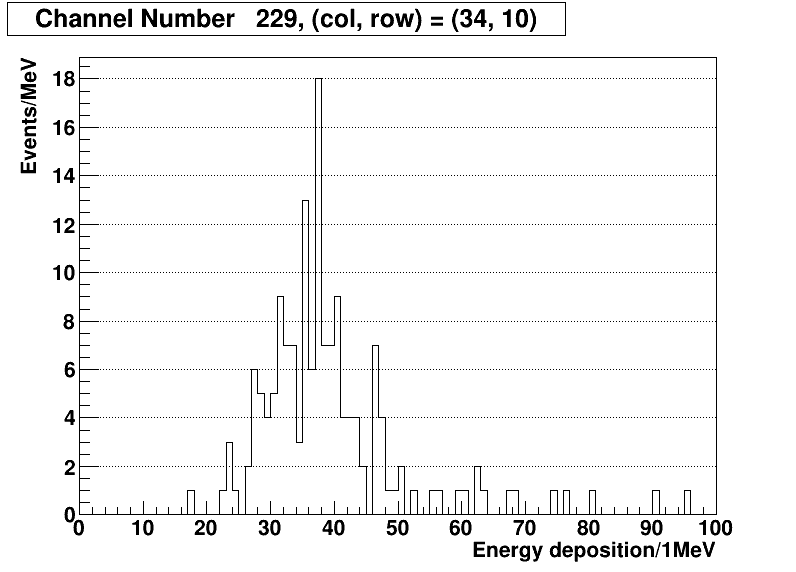 Channel Number 229, (col, row) = (34, 10)
Events/MeV
18
16
14
12
10
8
6
4
2
0
0 10 20 30 40 50 60 70 80 90 100
Energy deposition/1MeV